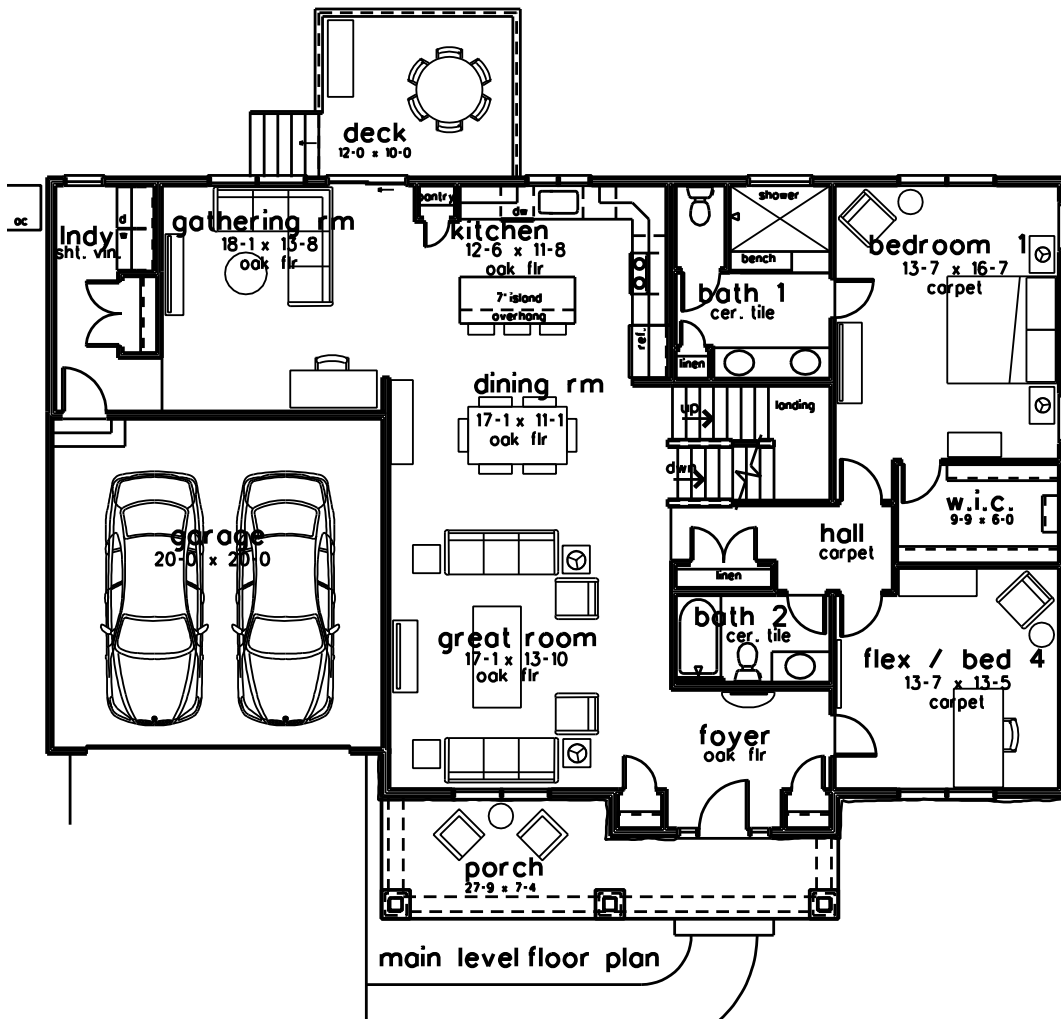 deck
12-0 x 10-0
ac
lndy
sht. vin.
d
w
gathering rm
18-1 x 13-8
oak flr
pantry
kitchen
12-6 x 11-8
oak flr
dw
7' island
overhang
ref.
shower
bench
bath 1
cer. tile
linen
bedroom 1
13-7 x 16-7
carpet
dining rm
17-1 x 11-1
oak flr
up
landing
dwn
w.i.c.
9-9 x 6-0
hall
carpet
linen
garage
20-0 x 20-0
great room
17-1 x 13-10
oak flr
bath 2
cer. tile
flex / bed 4
13-7 x 13-5
carpet
foyer
oak flr
porch
27-9 x 7-4
main level floor plan